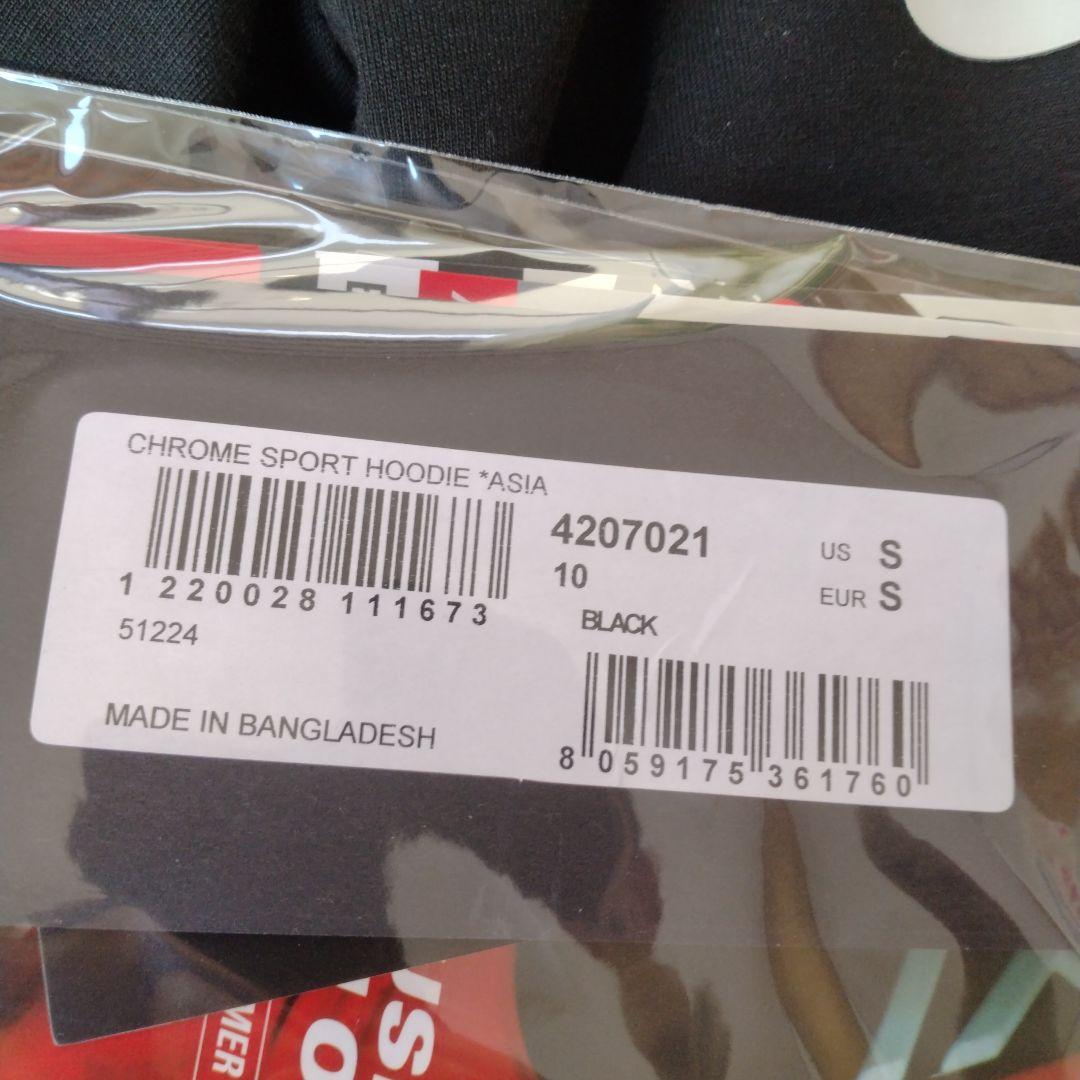 CHROME SPORT HOODIE *ASIA
1 220028 111673
51224
MADE IN BANGLADESH
4207021
10
BLACK
US S
EUR S
8 059175 361760